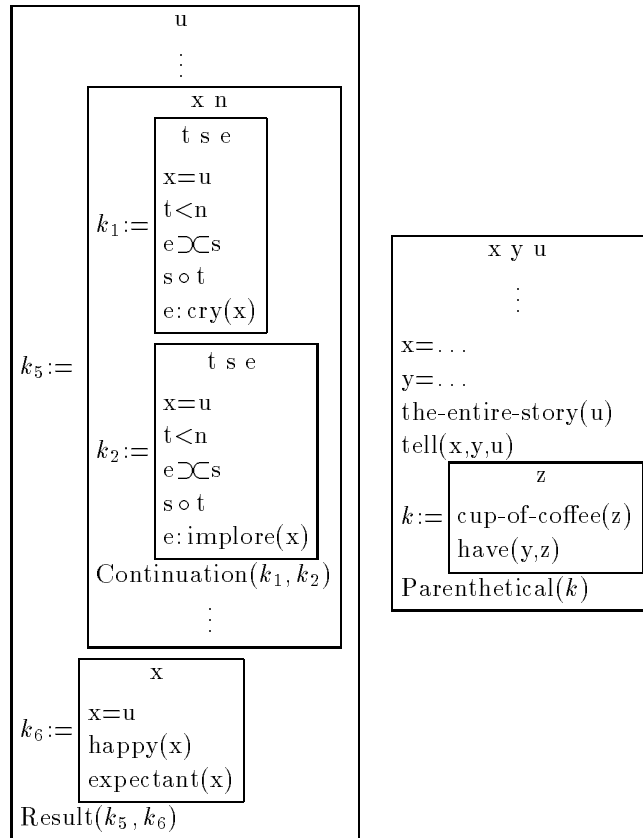 u
⋮
x n
t s e
x=u
t<n
k₁:=
e⊃⊂s
s∘t
e: cry(x)
k₅:=
t s e
x=u
t<n
k₂:=
e⊃⊂s
s∘t
e: implore(x)
Continuation(k₁, k₂)
⋮
x
x=u
k₆:= happy(x)
expectant(x)
Result(k₅, k₆)
x y u
⋮
x=...
y=...
the-entire-story(u)
tell(x,y,u)
z
k:= cup-of-coffee(z)
have(y,z)
Parenthetical(k)